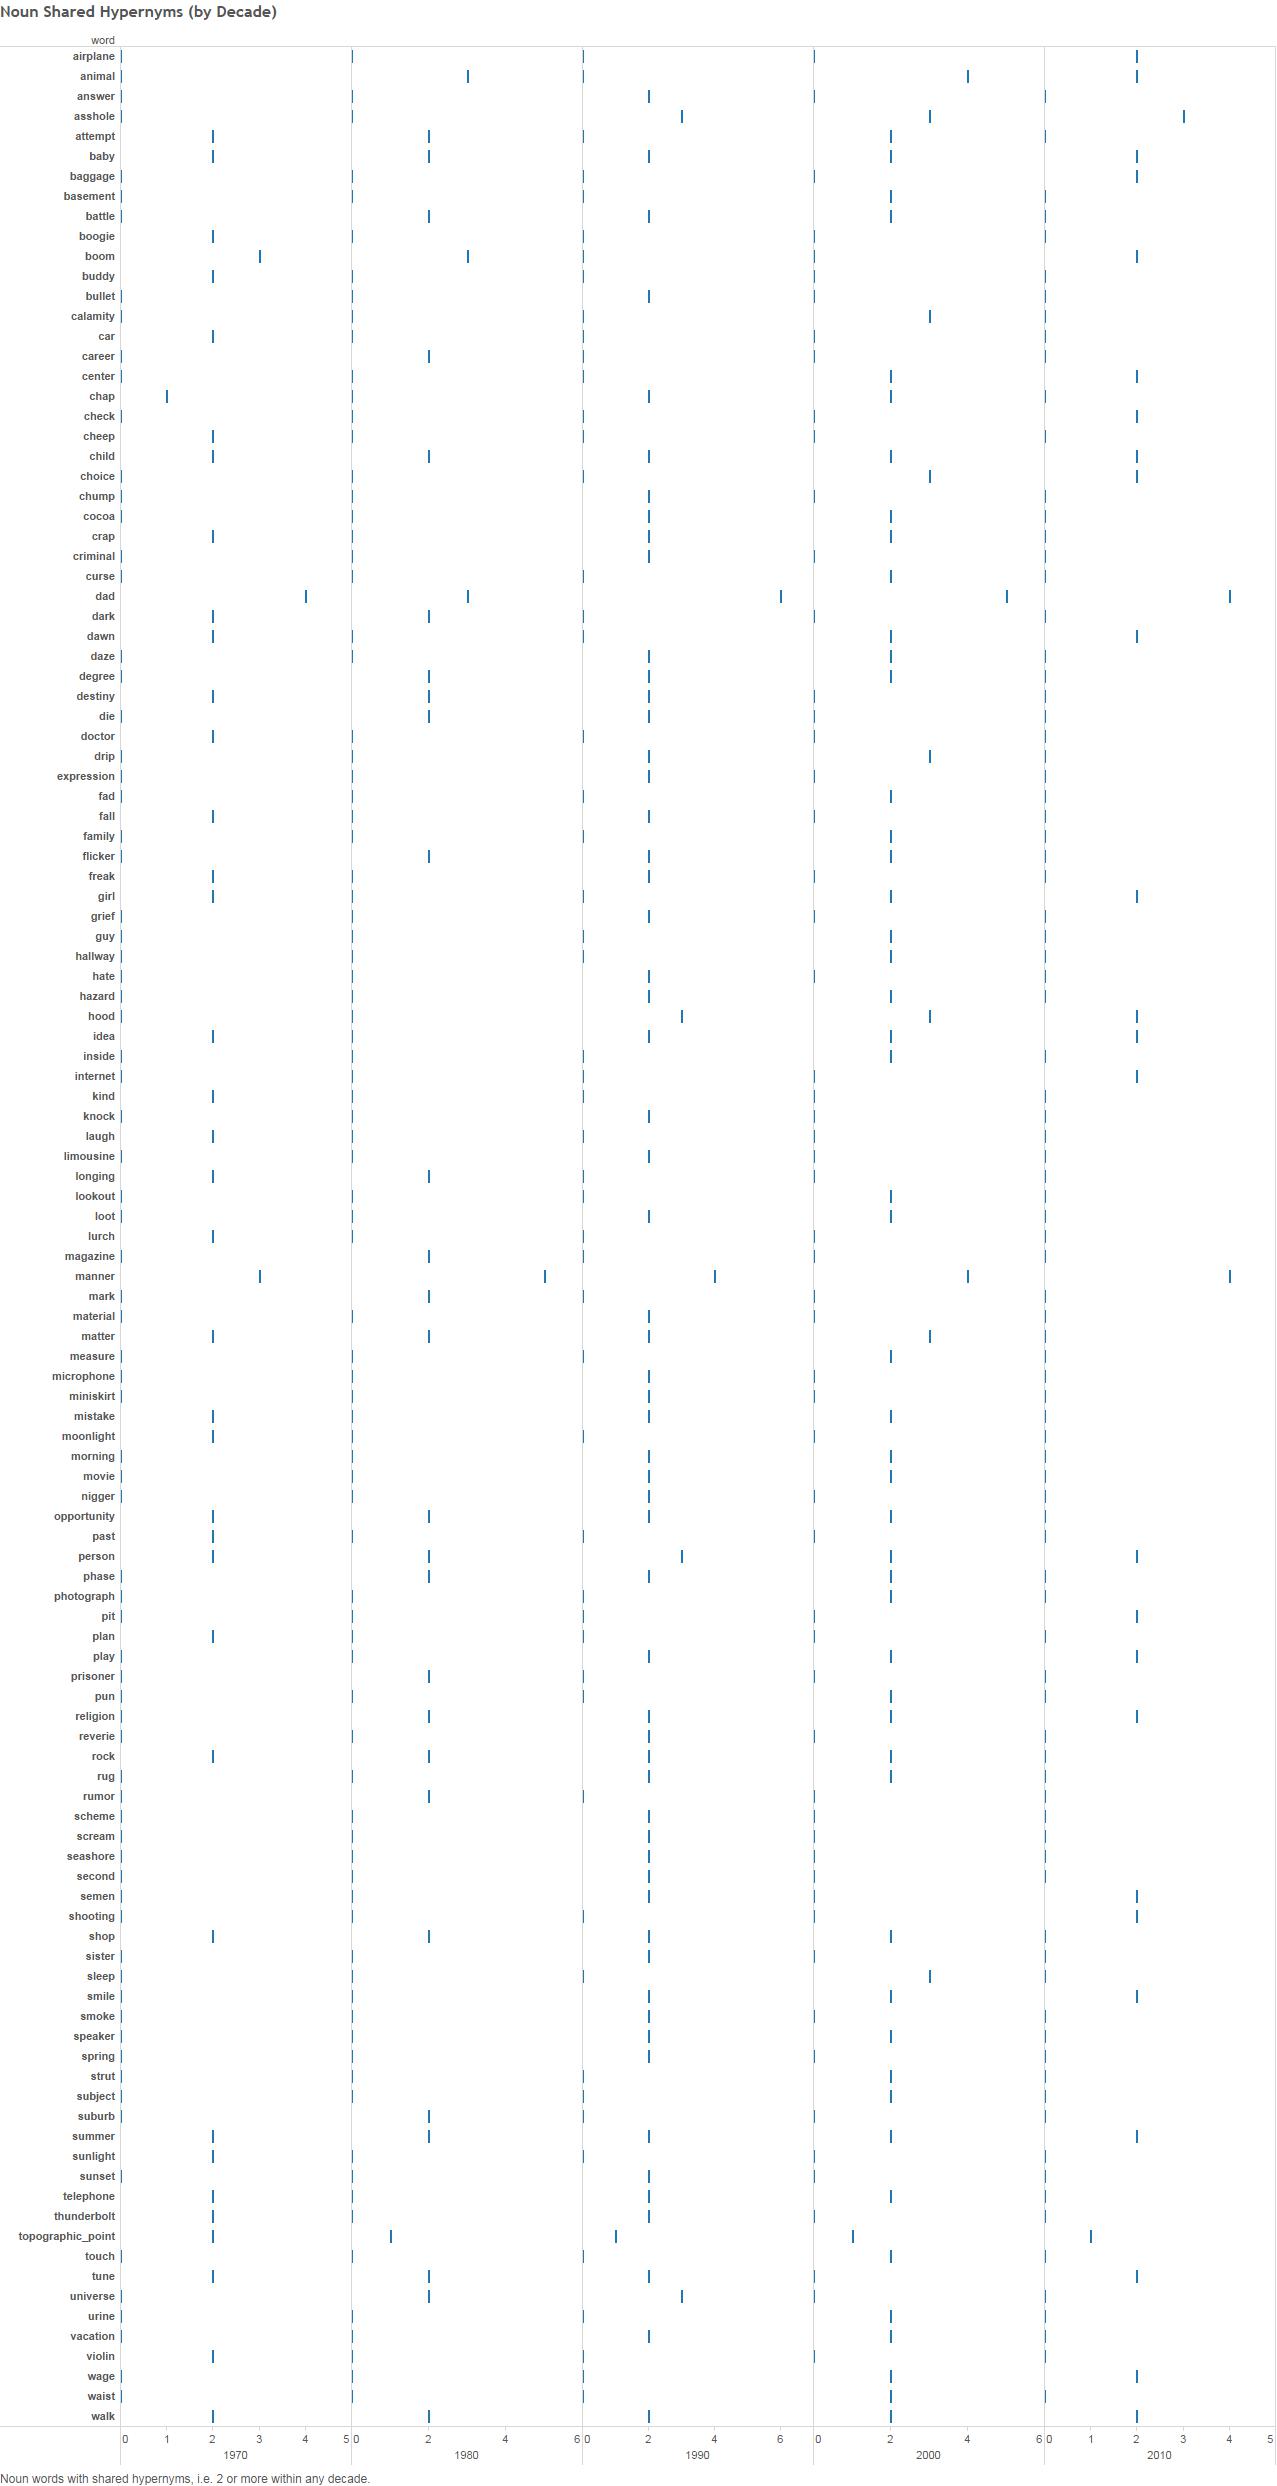 Noun Shared Hypernyms (by Decade)
word
airplane
animal
answer
asshole
attempt
baby
baggage
basement
battle
boogie
boom
buddy
bullet
calamity
car
career
center
chap
check
cheep
child
choice
chump
cocoa
crap
criminal
curse
dad
dark
dawn
daze
degree
destiny
die
doctor
drip
expression
fad
fall
family
flicker
freak
girl
grief
guy
hallway
hate
hazard
hood
idea
inside
internet
kind
knock
laugh
limousine
longing
lookout
loot
lurch
magazine
manner
mark
material
matter
measure
microphone
miniskirt
mistake
moonlight
morning
movie
nigger
opportunity
past
person
phase
photograph
pit
plan
play
prisoner
pun
religion
reverie
rock
rug
rumor
scheme
scream
seashore
second
semen
shooting
shop
sister
sleep
smile
smoke
speaker
spring
strut
subject
suburb
summer
sunlight
sunset
telephone
thunderbolt
topographic_point
touch
tune
universe
urine
vacation
violin
wage
waist
walk
0 1 2 3 4 5 0 2 4 6 0 2 4 6 0 2 4 6 0 1 2 3 4 5
1970 1980 1990 2000 2010
Noun words with shared hypernyms, i.e. 2 or more within any decade.